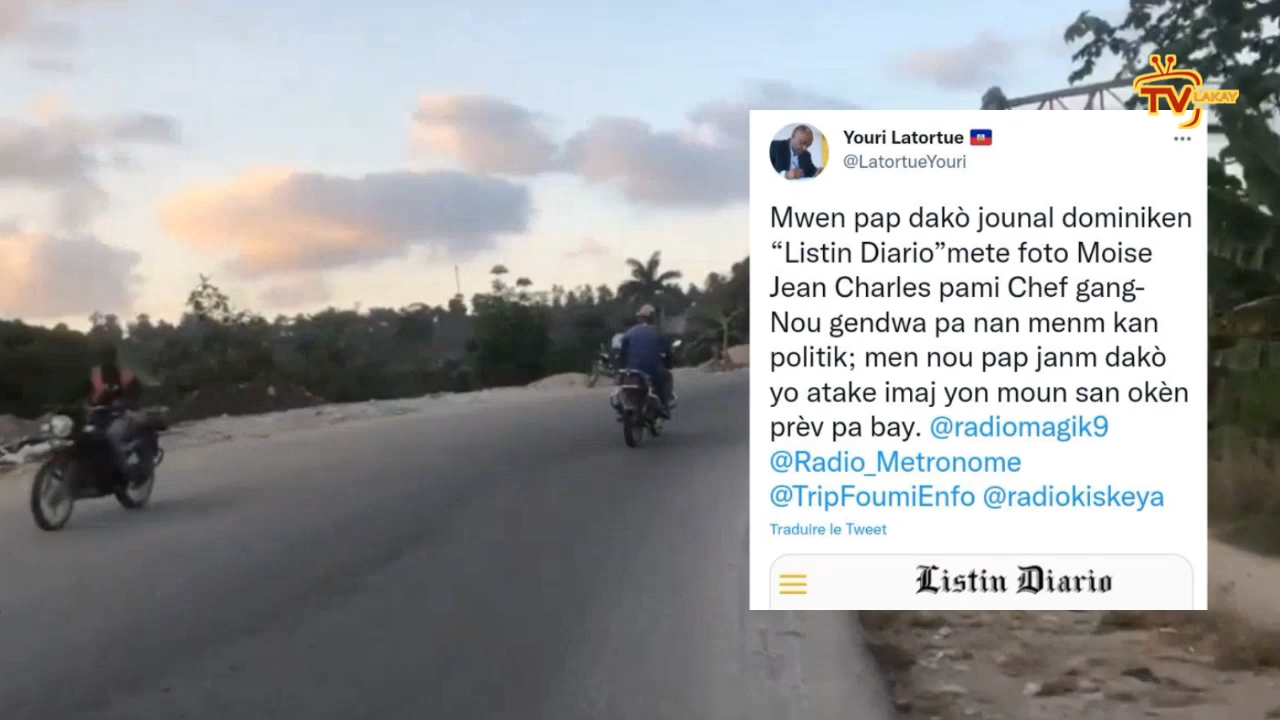 TV LAKAY
Youri Latortue
@LatortueYouri
Mwen pap dakò jounal dominiken
“Listin Diario”mete foto Moise
Jean Charles pami Chef gang-
Nou gendwa pa nan menm kan
politik; men nou pap janm dakò
yo atake imaj yon moun san okèn
prèv pa bay. @radiomagik9
@Radio_Metronome
@TripFoumiEnfo @radiokiskeya
Traduire le Tweet
Listin Diario